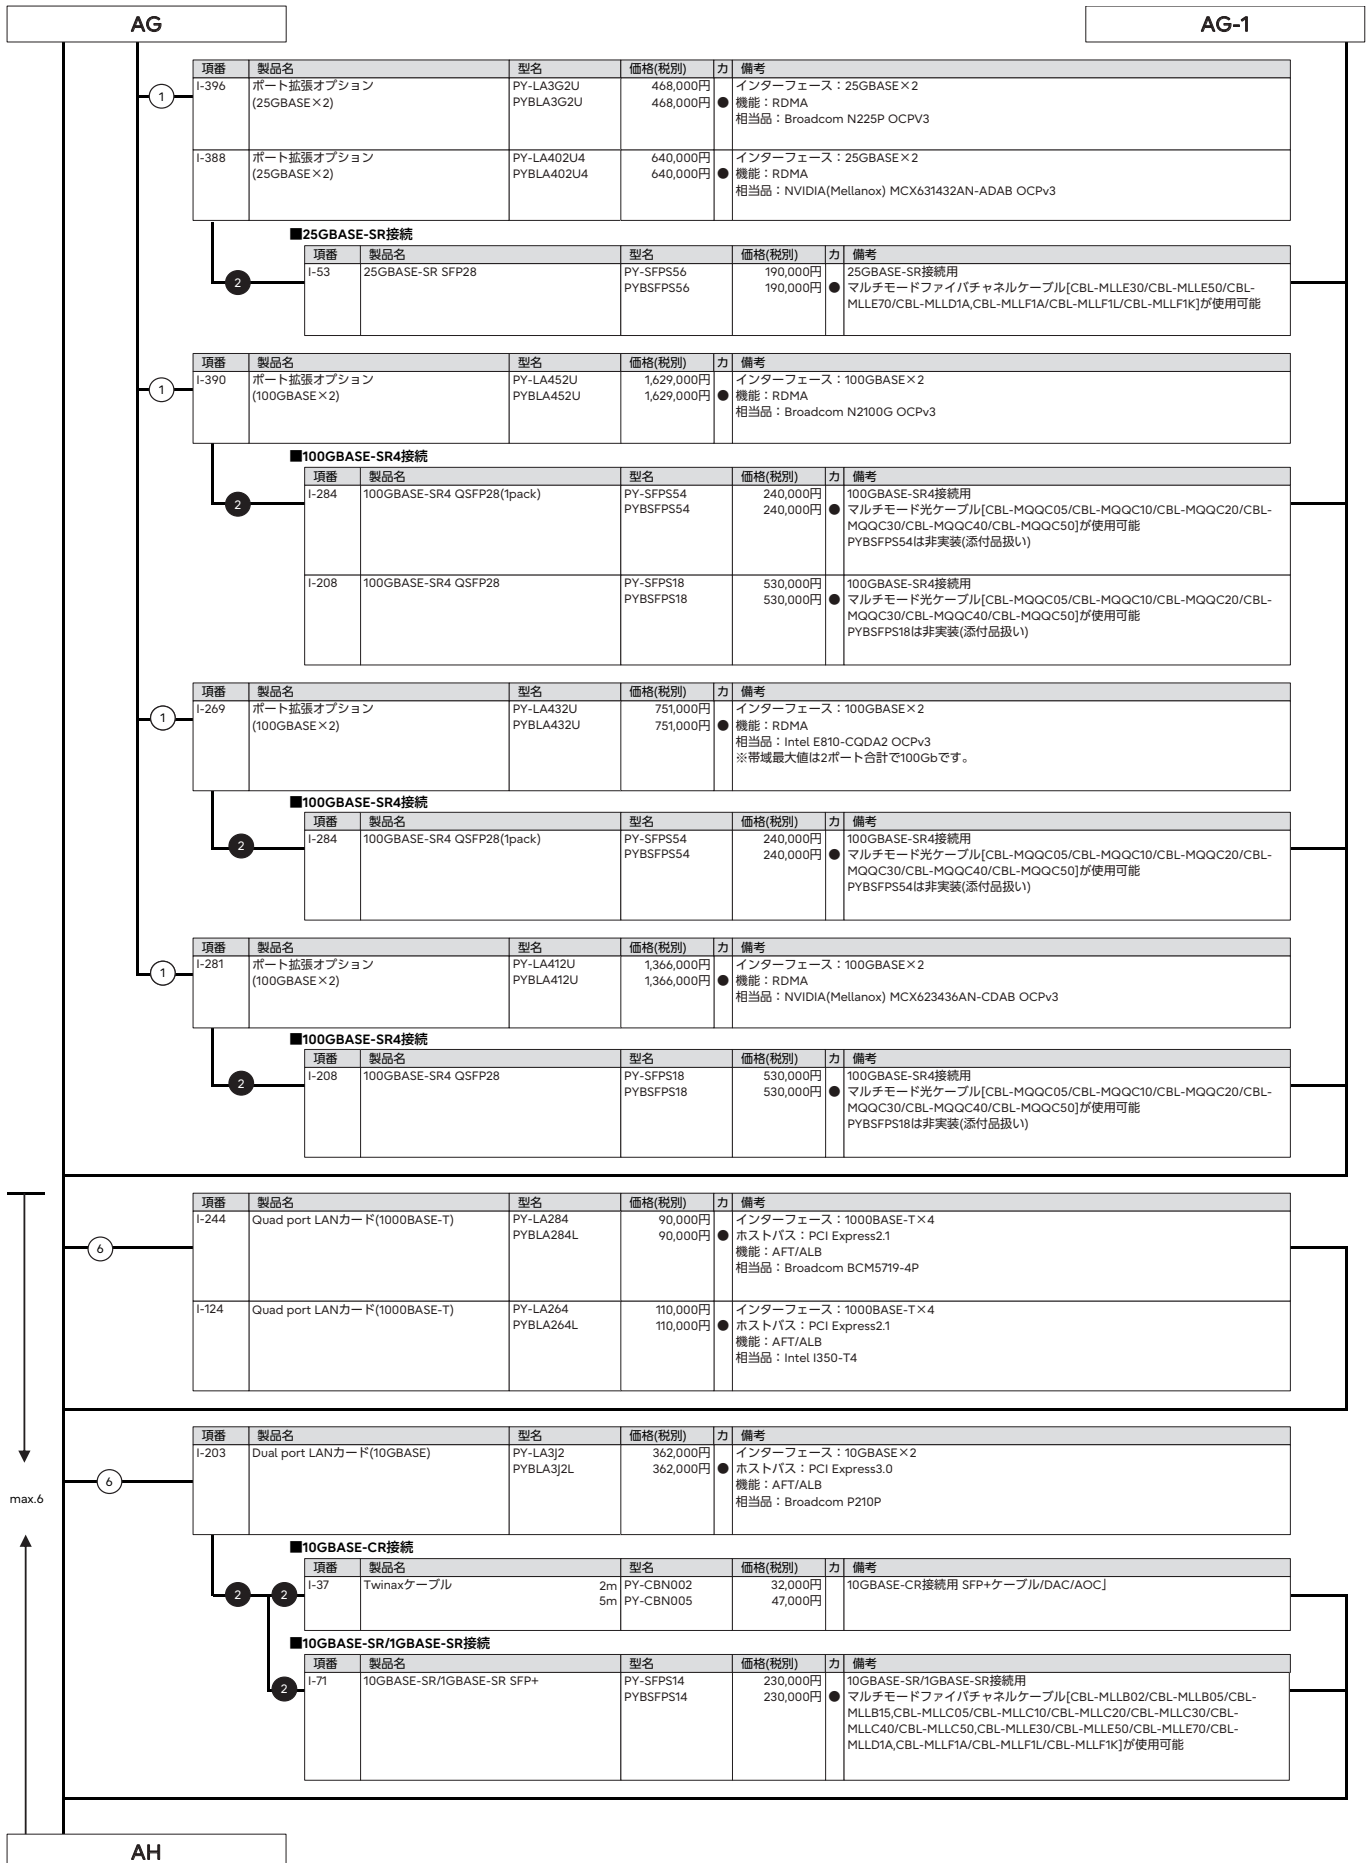 AG
AG-1
項番 製品名 型名 価格(税別) カ 備考
I-396 ポート拡張オプション PY-LA3G2U 468,000円 インターフェース：25GBASE×2
1
(25GBASE×2) PYBLA3G2U 468,000円 ● 機能：RDMA
相当品：Broadcom N225P OCPV3
I-388 ポート拡張オプション PY-LA402U4 640,000円 インターフェース：25GBASE×2
(25GBASE×2) PYBLA402U4 640,000円 ● 機能：RDMA
相当品：NVIDIA(Mellanox) MCX631432AN-ADAB OCPv3
■25GBASE-SR接続
項番 製品名 型名 価格(税別) カ 備考
I-53 25GBASE-SR SFP28 PY-SFPS56 190,000円 25GBASE-SR接続用
2
PYBSFPS56 190,000円 ● マルチモードファイバチャネルケーブル[CBL-MLLE30/CBL-MLLE50/CBL-
MLLE70/CBL-MLLD1A,CBL-MLLF1A/CBL-MLLF1L/CBL-MLLF1K]が使用可能
項番 製品名 型名 価格(税別) カ 備考
I-390 ポート拡張オプション PY-LA452U 1,629,000円 インターフェース：100GBASE×2
1
(100GBASE×2) PYBLA452U 1,629,000円 ● 機能：RDMA
相当品：Broadcom N2100G OCPv3
■100GBASE-SR4接続
項番 製品名 型名 価格(税別) カ 備考
I-284 100GBASE-SR4 QSFP28(1pack) PY-SFPS54 240,000円 100GBASE-SR4接続用
2
PYBSFPS54 240,000円 ● マルチモード光ケーブル[CBL-MQQC05/CBL-MQQC10/CBL-MQQC20/CBL-
MQQC30/CBL-MQQC40/CBL-MQQC50]が使用可能
PYBSFPS54は非実装(添付品扱い)
I-208 100GBASE-SR4 QSFP28 PY-SFPS18 530,000円 100GBASE-SR4接続用
PYBSFPS18 530,000円 ● マルチモード光ケーブル[CBL-MQQC05/CBL-MQQC10/CBL-MQQC20/CBL-
MQQC30/CBL-MQQC40/CBL-MQQC50]が使用可能
PYBSFPS18は非実装(添付品扱い)
項番 製品名 型名 価格(税別) カ 備考
I-269 ポート拡張オプション PY-LA432U 751,000円 インターフェース：100GBASE×2
1
(100GBASE×2) PYBLA432U 751,000円 ● 機能：RDMA
相当品：Intel E810-CQDA2 OCPv3
※帯域最大値は2ポート合計で100Gbです。
■100GBASE-SR4接続
項番 製品名 型名 価格(税別) カ 備考
I-284 100GBASE-SR4 QSFP28(1pack) PY-SFPS54 240,000円 100GBASE-SR4接続用
2
PYBSFPS54 240,000円 ● マルチモード光ケーブル[CBL-MQQC05/CBL-MQQC10/CBL-MQQC20/CBL-
MQQC30/CBL-MQQC40/CBL-MQQC50]が使用可能
PYBSFPS54は非実装(添付品扱い)
項番 製品名 型名 価格(税別) カ 備考
I-281 ポート拡張オプション PY-LA412U 1,366,000円 インターフェース：100GBASE×2
1
(100GBASE×2) PYBLA412U 1,366,000円 ● 機能：RDMA
相当品：NVIDIA(Mellanox) MCX623436AN-CDAB OCPv3
■100GBASE-SR4接続
項番 製品名 型名 価格(税別) カ 備考
I-208 100GBASE-SR4 QSFP28 PY-SFPS18 530,000円 100GBASE-SR4接続用
2
PYBSFPS18 530,000円 ● マルチモード光ケーブル[CBL-MQQC05/CBL-MQQC10/CBL-MQQC20/CBL-
MQQC30/CBL-MQQC40/CBL-MQQC50]が使用可能
PYBSFPS18は非実装(添付品扱い)
項番 製品名 型名 価格(税別) カ 備考
I-244 Quad port LANカード(1000BASE-T) PY-LA284 90,000円 インターフェース：1000BASE-T×4
PYBLA284L 90,000円 ● ホストバス：PCI Express2.1
6
機能：AFT/ALB
相当品：Broadcom BCM5719-4P
I-124 Quad port LANカード(1000BASE-T) PY-LA264 110,000円 インターフェース：1000BASE-T×4
PYBLA264L 110,000円 ● ホストバス：PCI Express2.1
機能：AFT/ALB
相当品：Intel I350-T4
項番 製品名 型名 価格(税別) カ 備考
I-203 Dual port LANカード(10GBASE) PY-LA3J2 362,000円 インターフェース：10GBASE×2
PYBLA3J2L 362,000円 ● ホストバス：PCI Express3.0
6
機能：AFT/ALB
max.6
相当品：Broadcom P210P
■10GBASE-CR接続
項番 製品名 型名 価格(税別) カ 備考
I-37 Twinaxケーブル 2m PY-CBN002 32,000円 10GBASE-CR接続用 SFP+ケーブル/DAC/AOC」
2 2
5m PY-CBN005 47,000円
■10GBASE-SR/1GBASE-SR接続
項番 製品名 型名 価格(税別) カ 備考
I-71 10GBASE-SR/1GBASE-SR SFP+ PY-SFPS14 230,000円 10GBASE-SR/1GBASE-SR接続用
2
PYBSFPS14 230,000円 ● マルチモードファイバチャネルケーブル[CBL-MLLB02/CBL-MLLB05/CBL-
MLLB15,CBL-MLLC05/CBL-MLLC10/CBL-MLLC20/CBL-MLLC30/CBL-
MLLC40/CBL-MLLC50,CBL-MLLE30/CBL-MLLE50/CBL-MLLE70/CBL-
MLLD1A,CBL-MLLF1A/CBL-MLLF1L/CBL-MLLF1K]が使用可能
AH